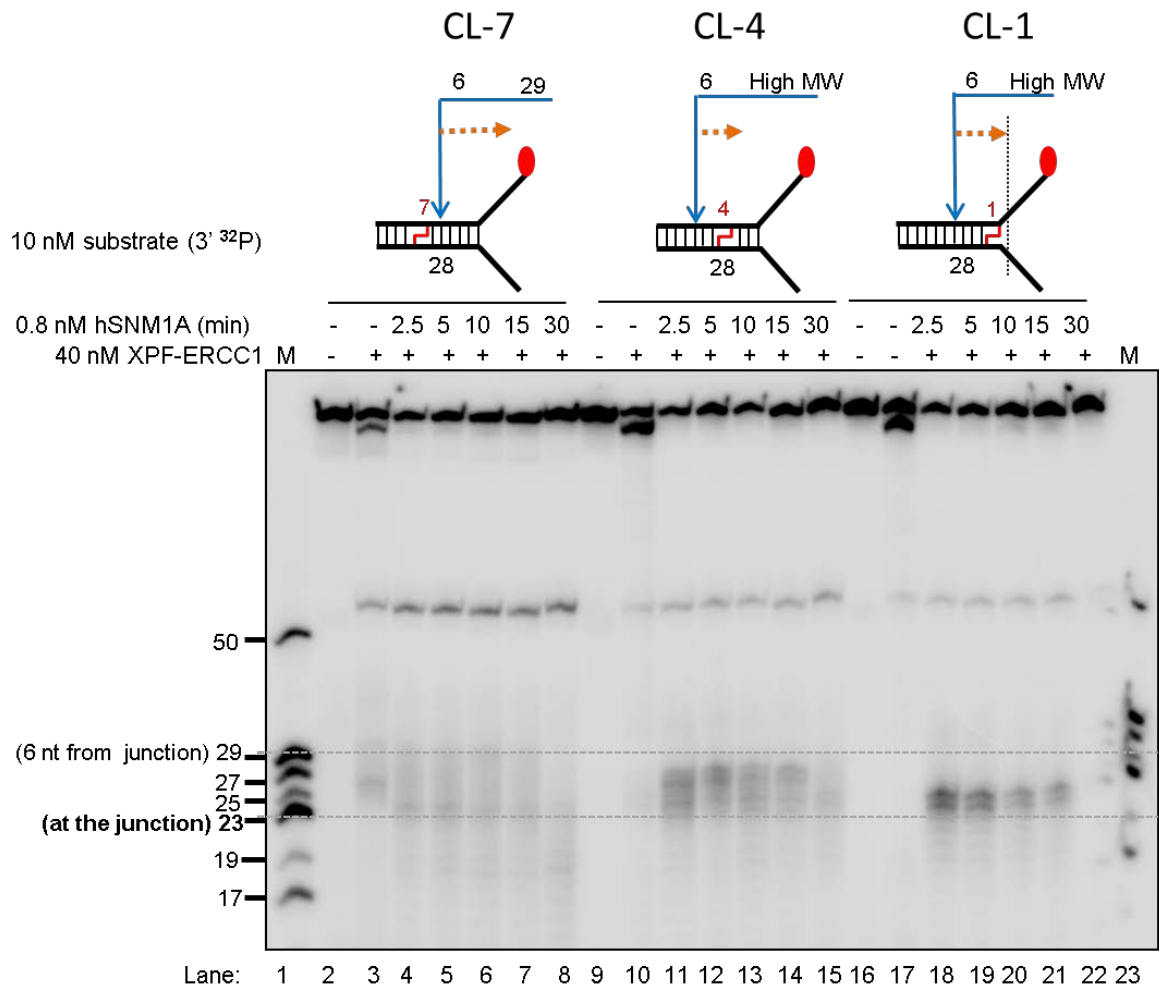 CL-7 CL-4 CL-1
6 29 6 High MW 6 High MW
7 4 1
10 nM substrate (3' 32P)
28 28 28
0.8 nM hSNM1A (min) - - 2.5 5 10 15 30 - - 2.5 5 10 15 30 - - 2.5 5 10 15 30
40 nM XPF-ERCC1 M - + + + + + + - + + + + + + - - + + + + + M
50
(6 nt from junction) 29
27
25
(at the junction) 23
19
17
Lane: 1 2 3 4 5 6 7 8 9 10 11 12 13 14 15 16 17 18 19 20 21 22 23